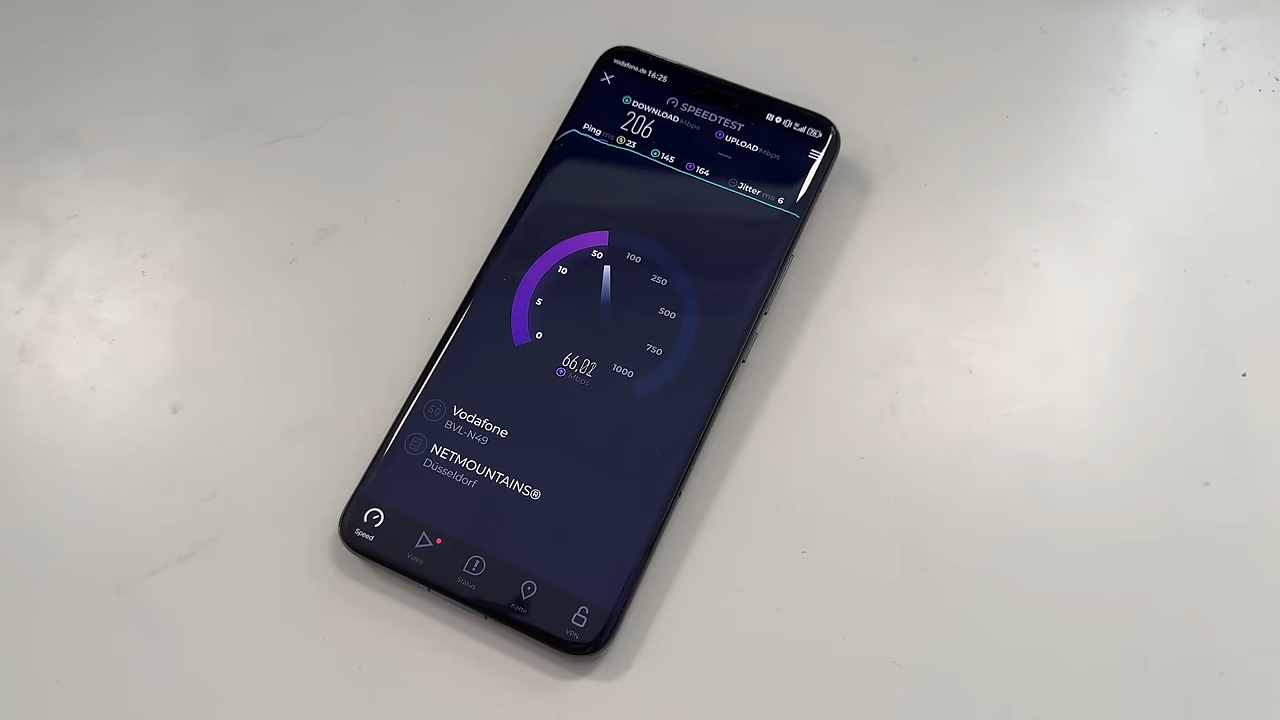 vodafone.de 16:25
SPEEDTEST
DOWNLOAD Mbps
206
UPLOAD Mbps
—
Ping ms 23 145 164
Jitter ms 6
0
5
10
50
100
250
500
750
1000
66,02
Mbps
5G
Vodafone
BVL-N49
NETMOUNTAINS®
Düsseldorf
Speed
Video
Status
Karte
VPN